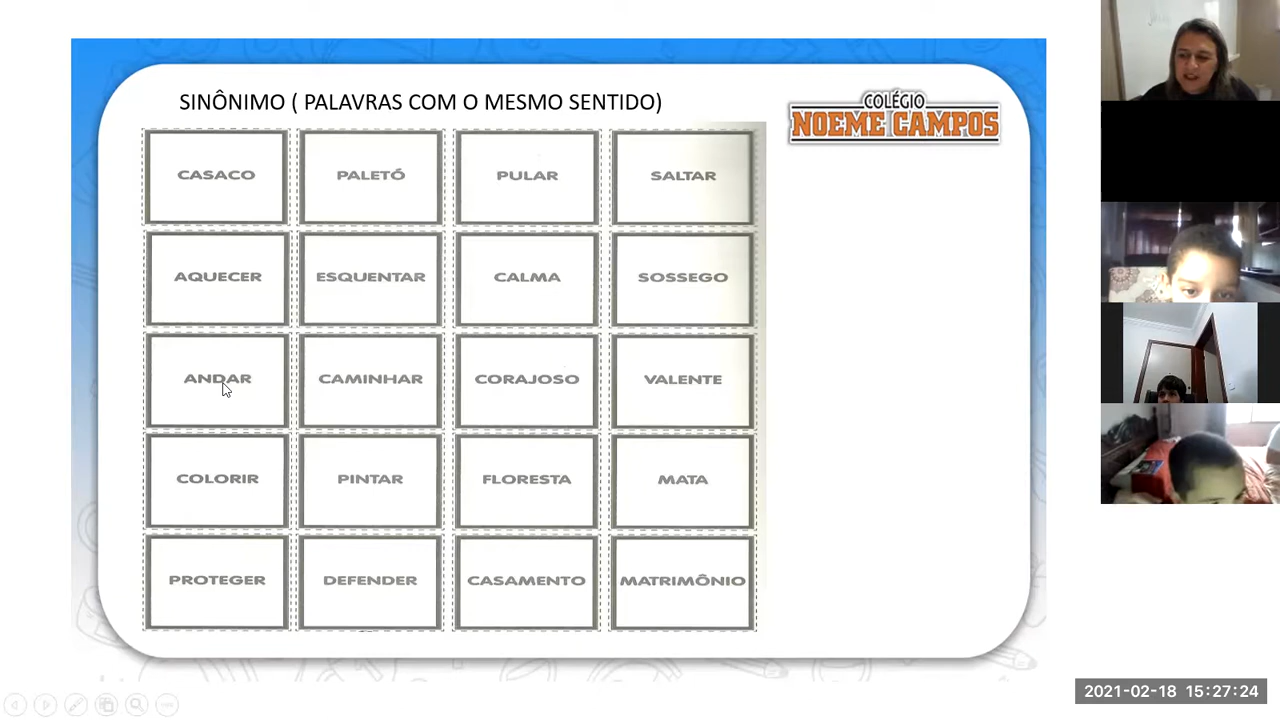 SINÔNIMO ( PALAVRAS COM O MESMO SENTIDO)
COLÉGIO
NOEME CAMPOS
CASACO PALETÓ PULAR SALTAR
AQUECER ESQUENTAR CALMA SOSSEGO
ANDAR CAMINHAR CORAJOSO VALENTE
COLORIR PINTAR FLORESTA MATA
PROTEGER DEFENDER CASAMENTO MATRIMÔNIO
2021-02-18 15:27:24